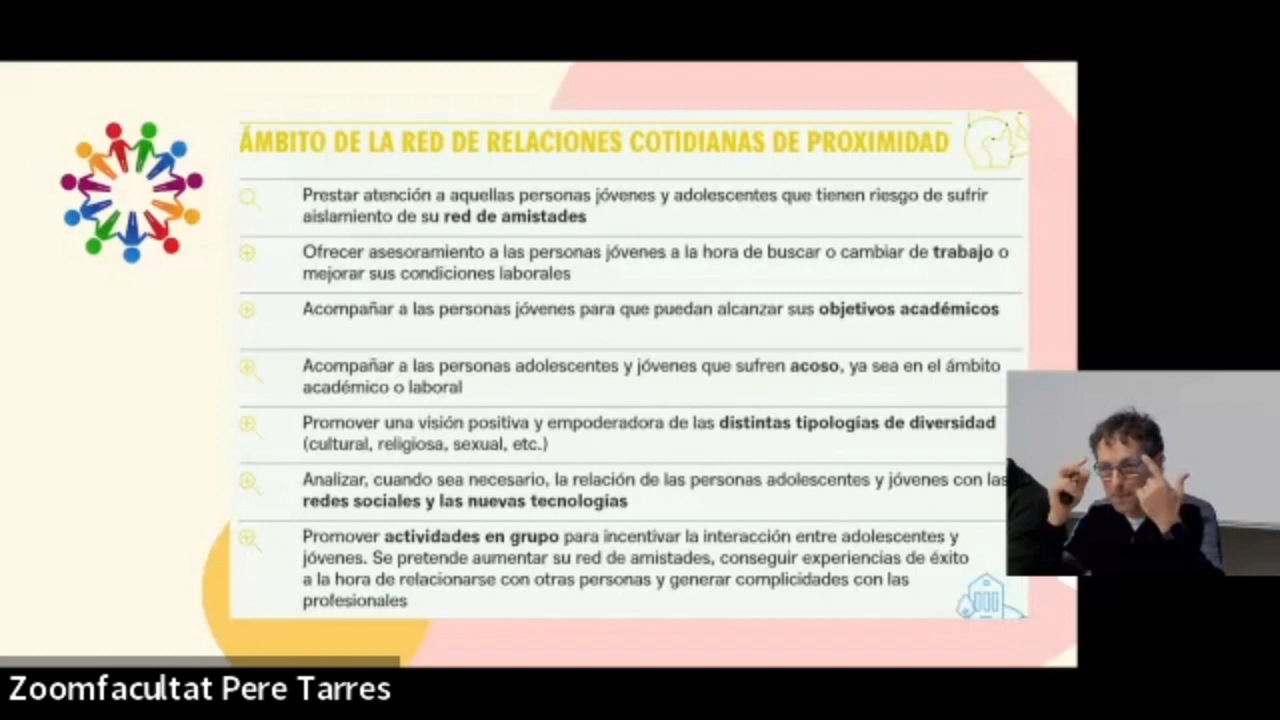 ÁMBITO DE LA RED DE RELACIONES COTIDIANAS DE PROXIMIDAD
Prestar atención a aquellas personas jóvenes y adolescentes que tienen riesgo de sufrir
aislamiento de su red de amistades
Ofrecer asesoramiento a las personas jóvenes a la hora de buscar o cambiar de trabajo o
mejorar sus condiciones laborales
Acompañar a las personas jóvenes para que puedan alcanzar sus objetivos académicos
Acompañar a las personas adolescentes y jóvenes que sufren acoso, ya sea en el ámbito
académico o laboral
Promover una visión positiva y empoderadora de las distintas tipologías de diversidad
(cultural, religiosa, sexual, etc.)
Analizar, cuando sea necesario, la relación de las personas adolescentes y jóvenes con las
redes sociales y las nuevas tecnologías
Promover actividades en grupo para incentivar la interacción entre adolescentes y
jóvenes. Se pretende aumentar su red de amistades, conseguir experiencias de éxito
a la hora de relacionarse con otras personas y generar complicidades con las
profesionales
Zoomfacultat Pere Tarres